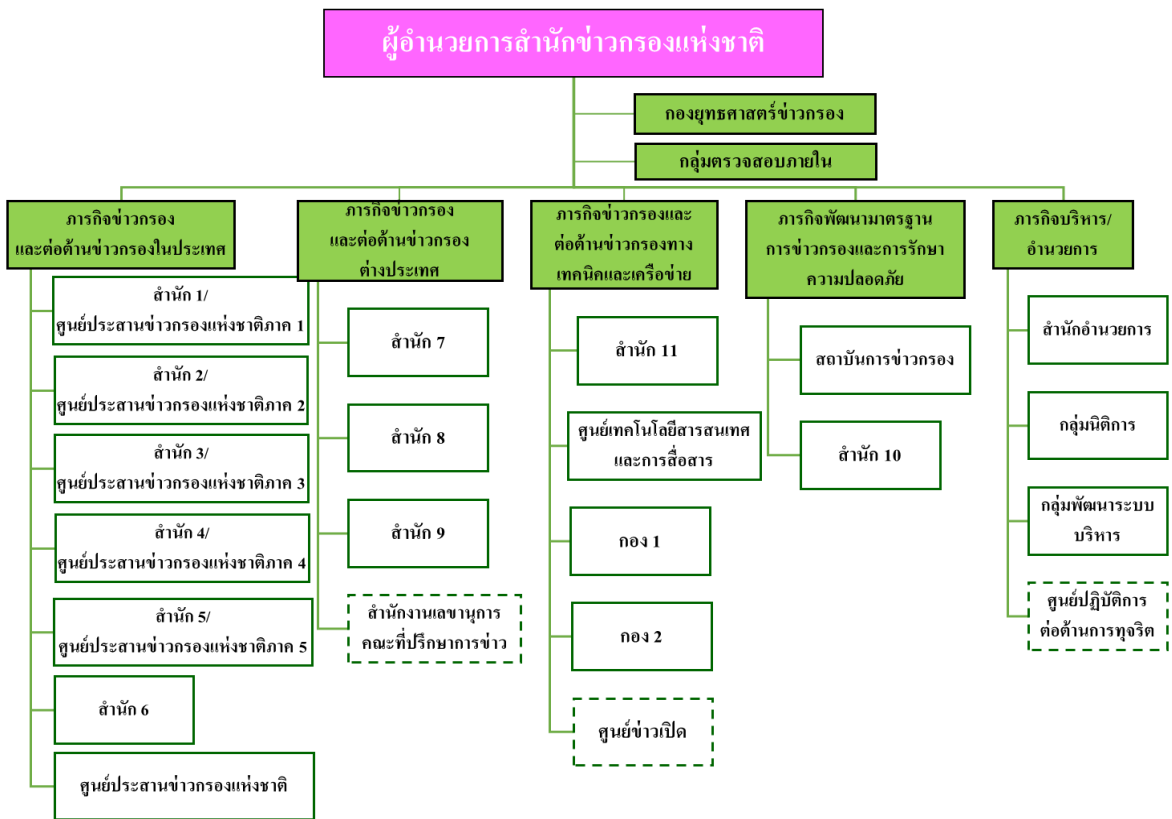 ผู้อำนวยการสำนักข่าวกรองแห่งชาติ
กองยุทธศาสตร์ข่าวกรอง
กลุ่มตรวจสอบภายใน
ภารกิจข่าวกรอง
และต่อต้านข่าวกรองในประเทศ
สำนัก 1/
ศูนย์ประสานข่าวกรองแห่งชาติภาค 1
สำนัก 2/
ศูนย์ประสานข่าวกรองแห่งชาติภาค 2
สำนัก 3/
ศูนย์ประสานข่าวกรองแห่งชาติภาค 3
สำนัก 4/
ศูนย์ประสานข่าวกรองแห่งชาติภาค 4
สำนัก 5/
ศูนย์ประสานข่าวกรองแห่งชาติภาค 5
สำนัก 6
ศูนย์ประสานข่าวกรองแห่งชาติ
ภารกิจข่าวกรอง
และต่อต้านข่าวกรอง
ต่างประเทศ
สำนัก 7
สำนัก 8
สำนัก 9
สำนักงานเลขานุการ
คณะที่ปรึกษาการข่าว
ภารกิจข่าวกรองและ
ต่อต้านข่าวกรองทาง
เทคนิคและเครือข่าย
สำนัก 11
ศูนย์เทคโนโลยีสารสนเทศ
และการสื่อสาร
กอง 1
กอง 2
ศูนย์ข่าวเปิด
ภารกิจพัฒนามาตรฐาน
การข่าวกรองและการรักษา
ความปลอดภัย
สถาบันการข่าวกรอง
สำนัก 10
ภารกิจบริหาร/
อำนวยการ
สำนักอำนวยการ
กลุ่มนิติการ
กลุ่มพัฒนาระบบ
บริหาร
ศูนย์ปฏิบัติการ
ต่อต้านการทุจริต